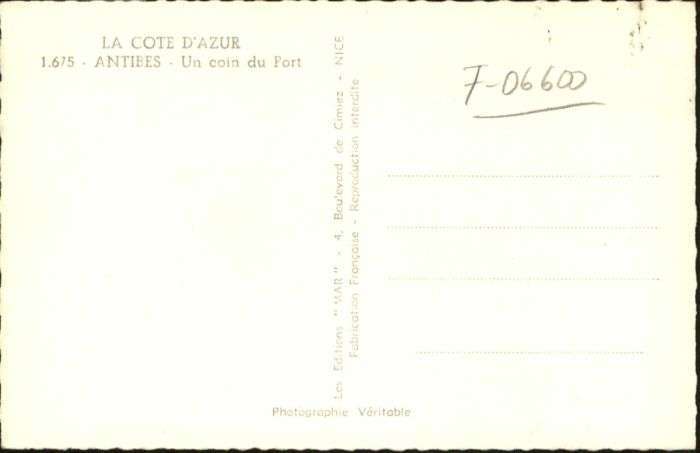 LA COTE D'AZUR
1.675 - ANTIBES - Un coin du Port
Les Editions "MAR" - 4, Boulevard de Cimiez - NICE
Fabrication Française - Reproduction interdite
F-06600
Photographie Véritable